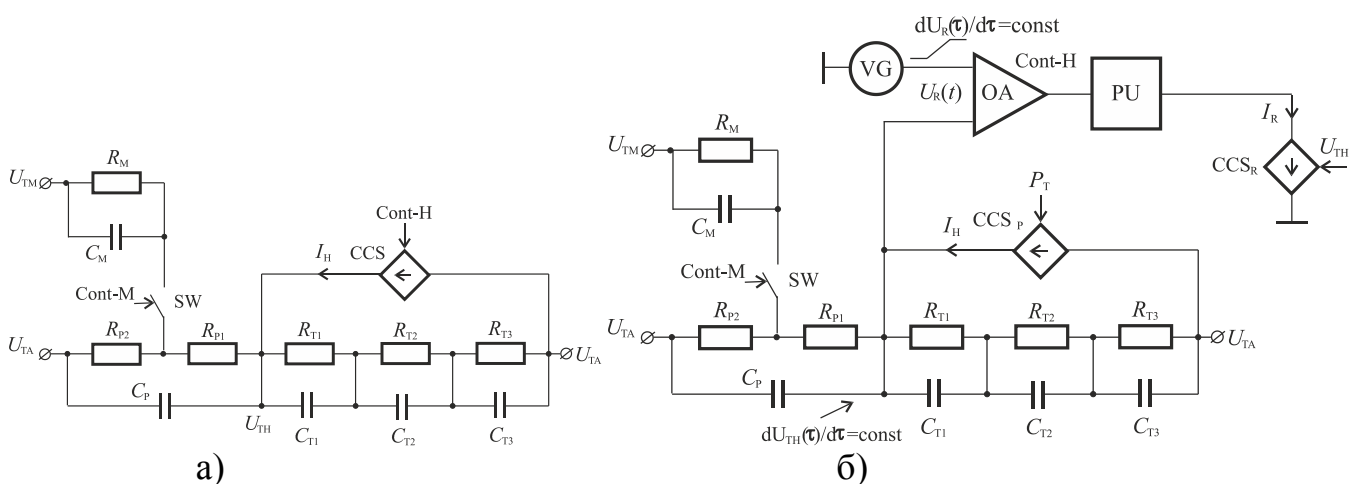 dU_R(τ)/dτ=const
VG
U_R(t)
OA
Cont-H
PU
I_R
U_TH
CCS_R
U_TM
R_M
C_M
Cont-M
SW
Cont-H
I_H
CCS
U_TA
R_P2
R_P1
R_T1
R_T2
R_T3
U_TA
C_P
U_TH
C_T1
C_T2
C_T3
а)
U_TM
R_M
C_M
Cont-M
SW
P_T
I_H
CCS_P
U_TA
R_P2
R_P1
R_T1
R_T2
R_T3
U_TA
C_P
C_T1
C_T2
C_T3
dU_TH(τ)/dτ=const
б)